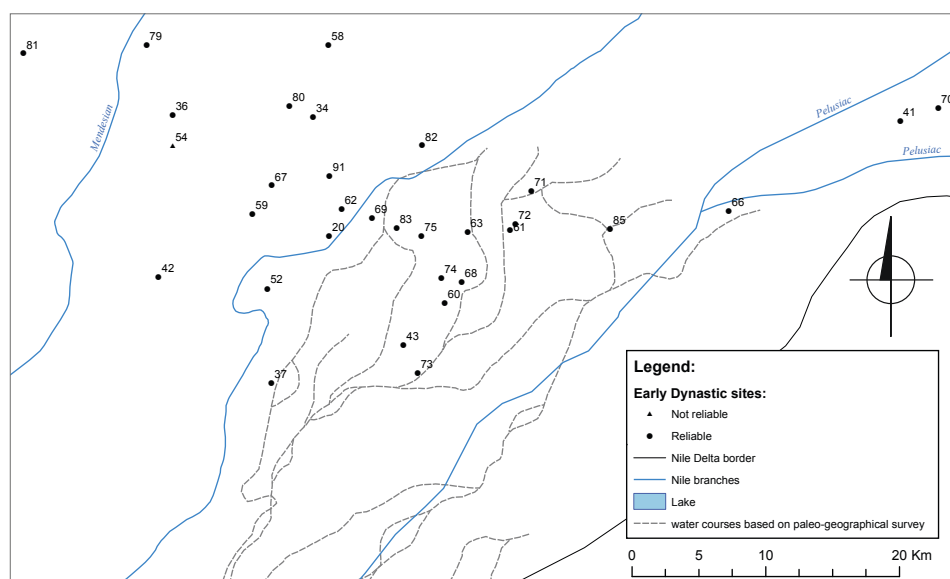 79
58
81
80
36
34
70
41
54
82
Mendesian
Pelusiac
Pelusiac
91
67
71
62
59
69
66
83
72
20
75
63
61
85
42
74
68
52
60
43
73
37
Legend:
Early Dynastic sites:
Not reliable
Reliable
Nile Delta border
Nile branches
Lake
water courses based on paleo-geographical survey
0 5 10 20 Km